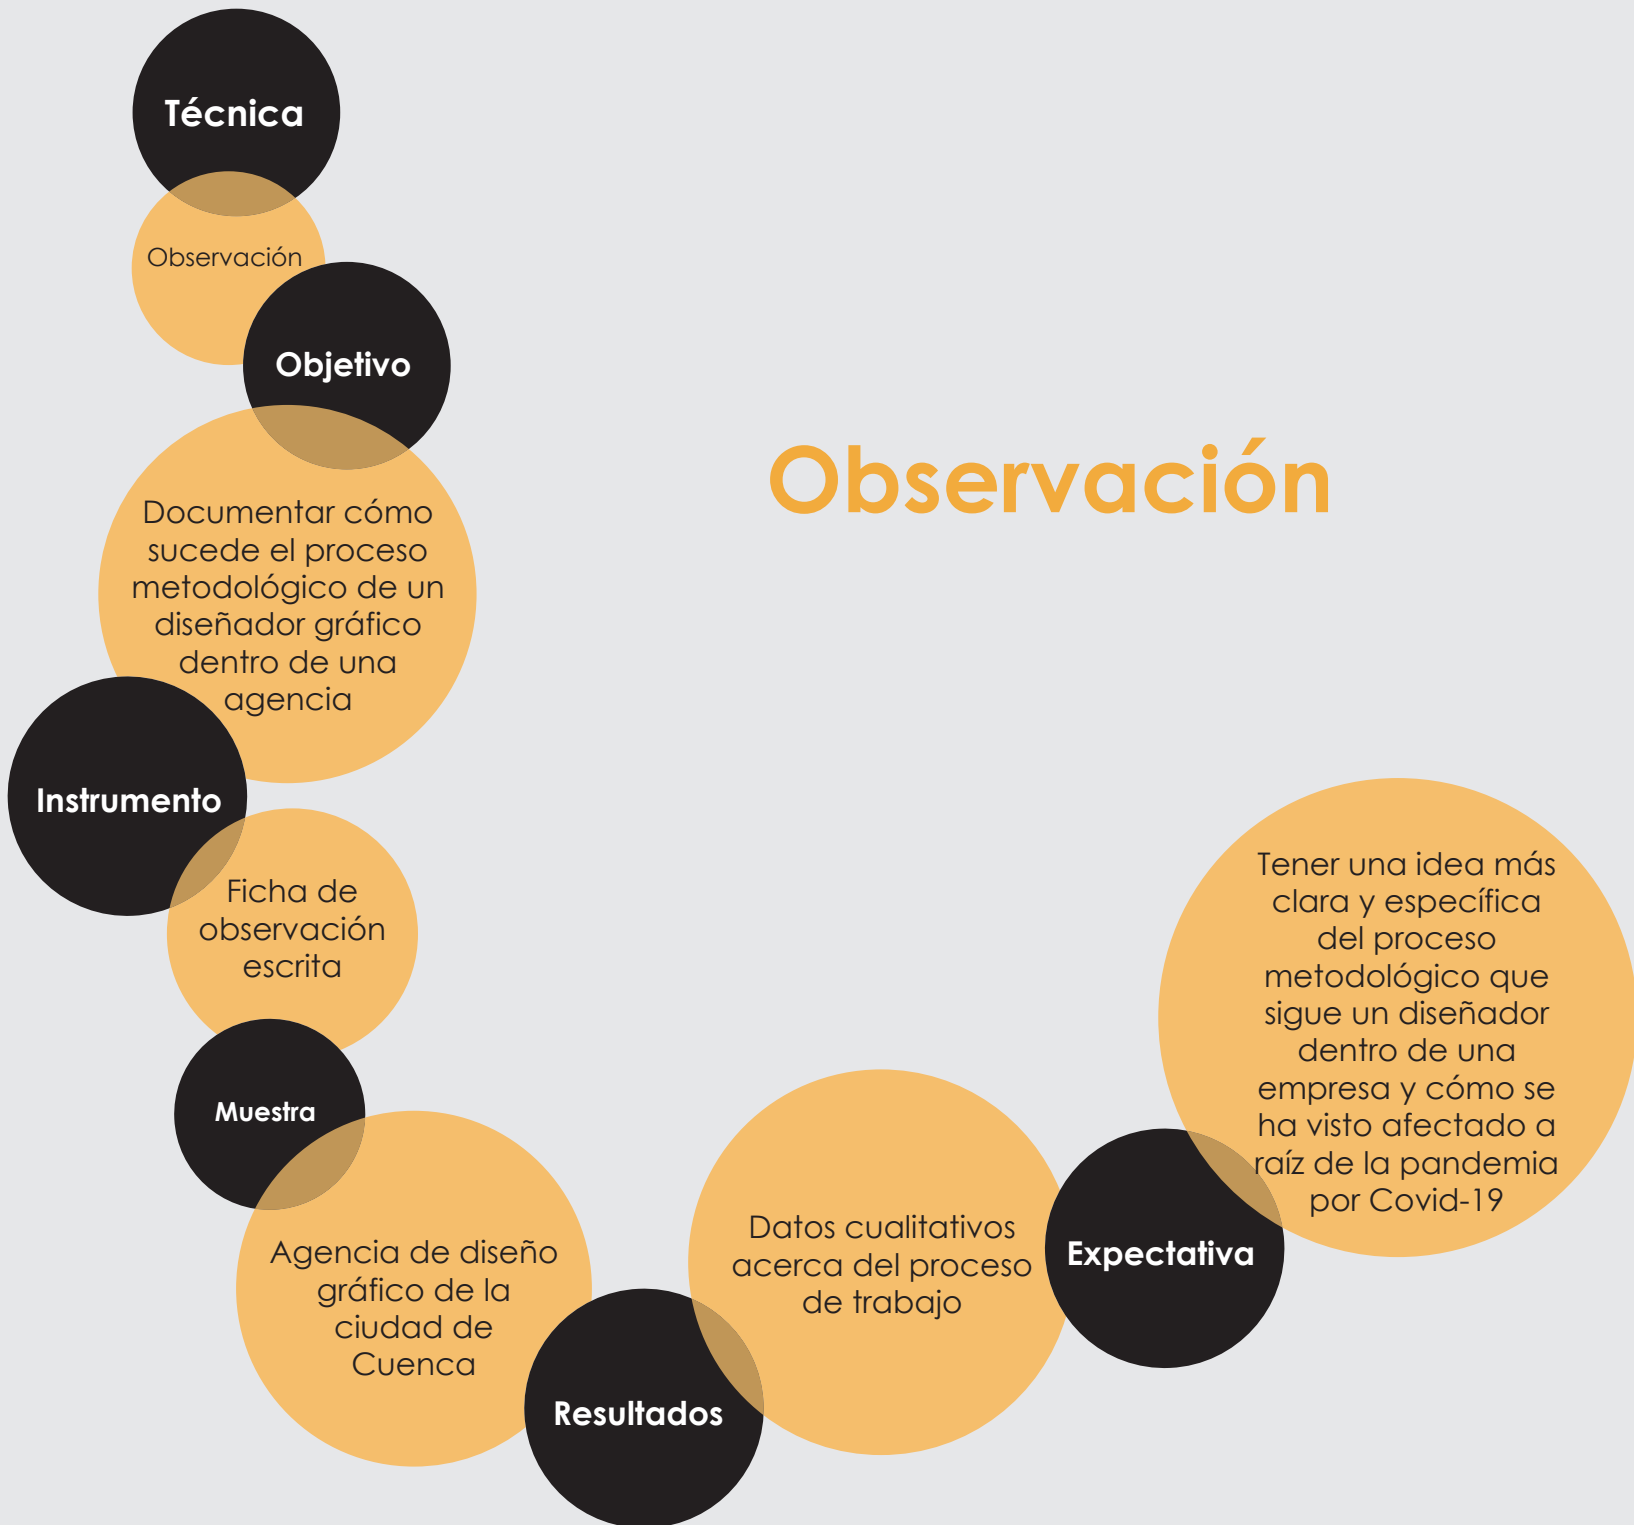 Técnica
Observación
Objetivo
Observación
Documentar cómo
sucede el proceso
metodológico de un
diseñador gráfico
dentro de una
agencia
Instrumento
Ficha de
observación
escrita
Muestra
Agencia de diseño
gráfico de la
ciudad de
Cuenca
Resultados
Datos cualitativos
acerca del proceso
de trabajo
Expectativa
Tener una idea más
clara y específica
del proceso
metodológico que
sigue un diseñador
dentro de una
empresa y cómo se
ha visto afectado a
raíz de la pandemia
por Covid-19